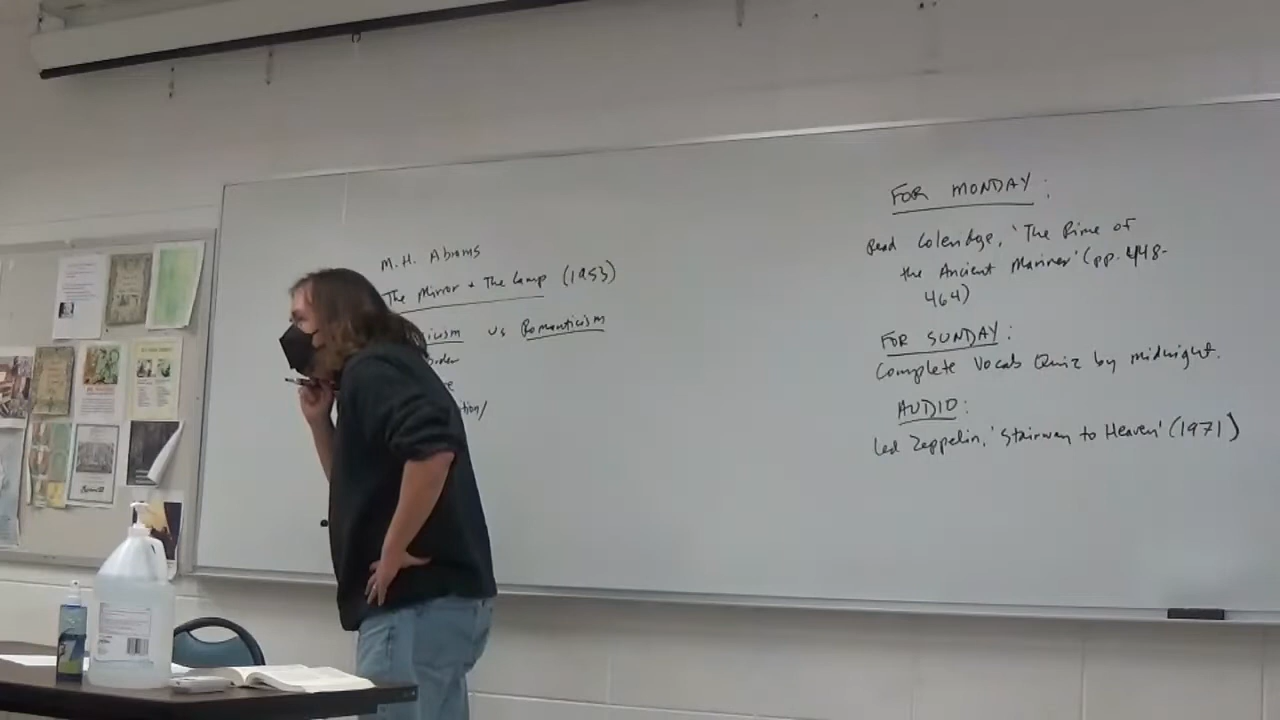 M.H. Abrams
The Mirror + The Lamp (1953)
vs Romanticism
FOR MONDAY:
Read Coleridge, 'The Rime of
the Ancient Mariner' (pp. 448-
464)
FOR SUNDAY:
Complete Vocab Quiz by midnight.
AUDIO:
Led Zeppelin, 'Stairway to Heaven' (1971)